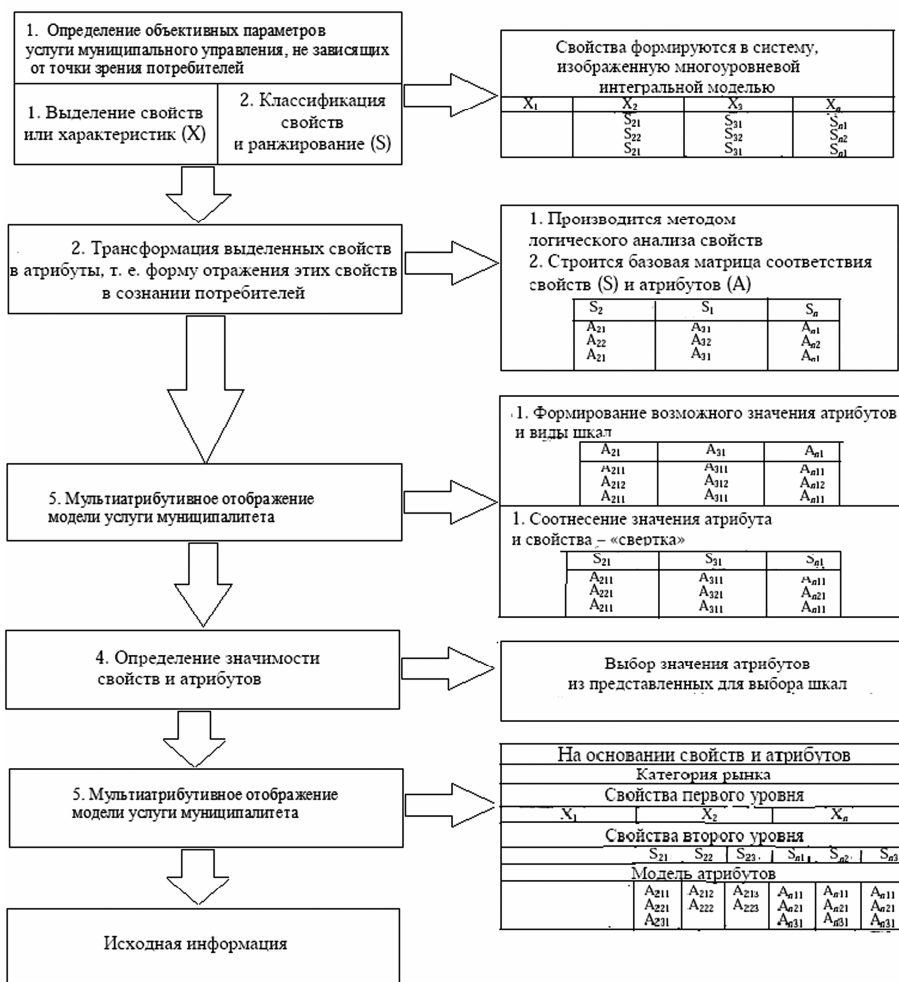 1. Определение объективных параметров
услуги муниципального управления, не зависящих
от точки зрения потребителей
1. Выделение свойств
или характеристик (X)
2. Классификация
свойств
и ранжирование (S)
Свойства формируются в систему,
изображенную многоуровневой
интегральной моделью
X₁ X₂ X₃ Xₙ
S₂₁ S₃₁ Sₙ₁
S₂₂ S₃₂ Sₙ₂
S₂₁ S₃₁ Sₙ₁
2. Трансформация выделенных свойств
в атрибуты, т. е. форму отражения этих свойств
в сознании потребителей
1. Производится методом
логического анализа свойств
2. Строится базовая матрица соответствия
свойств (S) и атрибутов (A)
S₂ S₁ Sₙ
A₂₁ A₃₁ Aₙ₁
A₂₂ A₃₂ Aₙ₂
A₂₁ A₃₁ Aₙ₁
5. Мультиатрибутивное отображение
модели услуги муниципалитета
1. Формирование возможного значения атрибутов
и виды шкал
A₂₁ A₃₁ Aₙ₁
A₂₁₁ A₃₁₁ Aₙ₁₁
A₂₁₂ A₃₁₂ Aₙ₁₂
A₂₁₁ A₃₁₁ Aₙ₁₁
1. Соотнесение значения атрибута
и свойства – «свертка»
S₂₁ S₃₁ Sₙ₁
A₂₁₁ A₃₁₁ Aₙ₁₁
A₂₂₁ A₃₂₁ Aₙ₂₁
A₂₁₁ A₃₁₁ Aₙ₁₁
4. Определение значимости
свойств и атрибутов
Выбор значения атрибутов
из представленных для выбора шкал
5. Мультиатрибутивное отображение
модели услуги муниципалитета
На основании свойств и атрибутов
Категория рынка
Свойства первого уровня
X₁ X₂ Xₙ
Свойства второго уровня
S₂₁ S₂₂ S₂₃ Sₙ₁ Sₙ₂ Sₙ₃
Модель атрибутов
A₂₁₁ A₂₁₂ A₂₁₃ Aₙ₁₁ Aₙ₁₁ Aₙ₁₁
A₂₂₁ A₂₂₂ A₂₂₃ Aₙ₂₁ Aₙ₂₁ Aₙ₂₁
A₂₃₁ Aₙ₃₁ Aₙ₃₁ Aₙ₃₁
Исходная информация